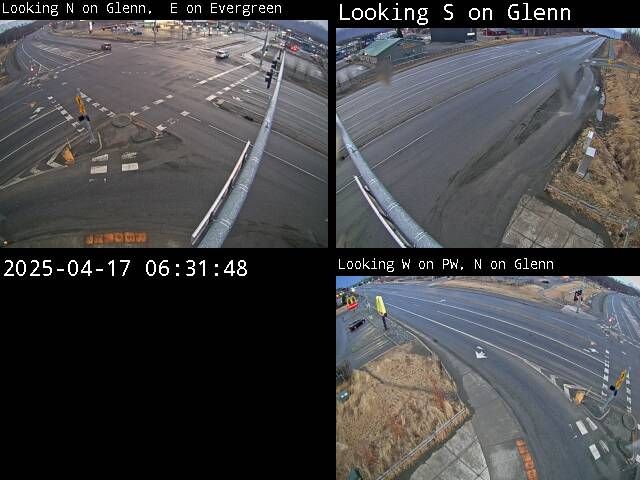 Looking N on Glenn, E on Evergreen
Looking S on Glenn
2025-04-17 06:31:48
Looking W on PW, N on Glenn